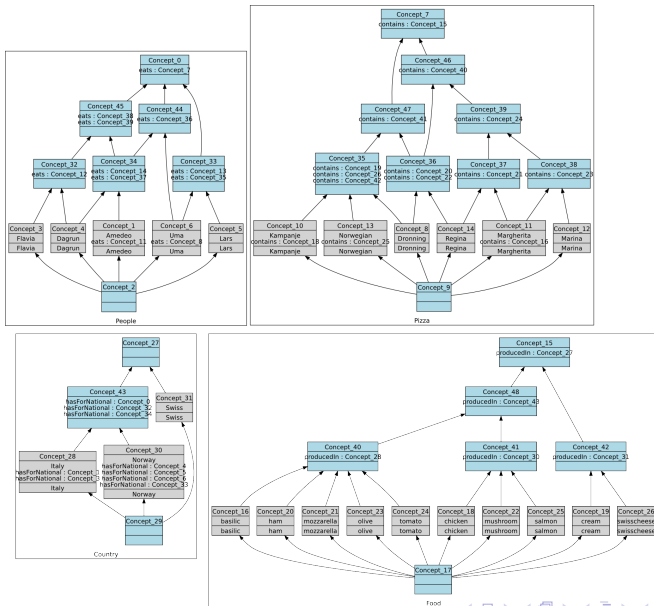 Concept_0
eats : Concept_7
Concept_45
eats : Concept_38
eats : Concept_39
Concept_44
eats : Concept_36
Concept_32
eats : Concept_12
Concept_34
eats : Concept_14
eats : Concept_37
Concept_33
eats : Concept_13
eats : Concept_35
Concept_3
Flavia
Flavia
Concept_4
Dagrun
Dagrun
Concept_1
Amedeo
eats : Concept_11
Amedeo
Concept_6
Uma
eats : Concept_8
Uma
Concept_5
Lars
Lars
Concept_2
People
Concept_7
contains : Concept_15
Concept_46
contains : Concept_40
Concept_47
contains : Concept_41
Concept_39
contains : Concept_24
Concept_35
contains : Concept_19
contains : Concept_26
contains : Concept_42
Concept_36
contains : Concept_20
contains : Concept_22
Concept_37
contains : Concept_21
Concept_38
contains : Concept_23
Concept_10
Kampanje
contains : Concept_18
Kampanje
Concept_13
Norwegian
contains : Concept_25
Norwegian
Concept_8
Dronning
Dronning
Concept_14
Regina
Regina
Concept_11
Margherita
contains : Concept_16
Margherita
Concept_12
Marina
Marina
Concept_9
Pizza
Concept_27
Concept_43
hasForNational : Concept_0
hasForNational : Concept_32
hasForNational : Concept_34
Concept_31
Swiss
Swiss
Concept_28
Italy
hasForNational : Concept_
hasForNational : Concept_
Italy
Concept_30
Norway
hasForNational : Concept_4
hasForNational : Concept_5
hasForNational : Concept_6
hasForNational : Concept_33
Norway
Concept_29
Country
Concept_15
producedIn : Concept_27
Concept_48
producedIn : Concept_43
Concept_40
producedIn : Concept_28
Concept_41
producedIn : Concept_30
Concept_42
producedIn : Concept_31
Concept_16
basilic
basilic
Concept_20
ham
ham
Concept_21
mozzarella
mozzarella
Concept_23
olive
olive
Concept_24
tomato
tomato
Concept_18
chicken
chicken
Concept_22
mushroom
mushroom
Concept_25
salmon
salmon
Concept_19
cream
cream
Concept_26
swisscheese
swisscheese
Concept_17
Food